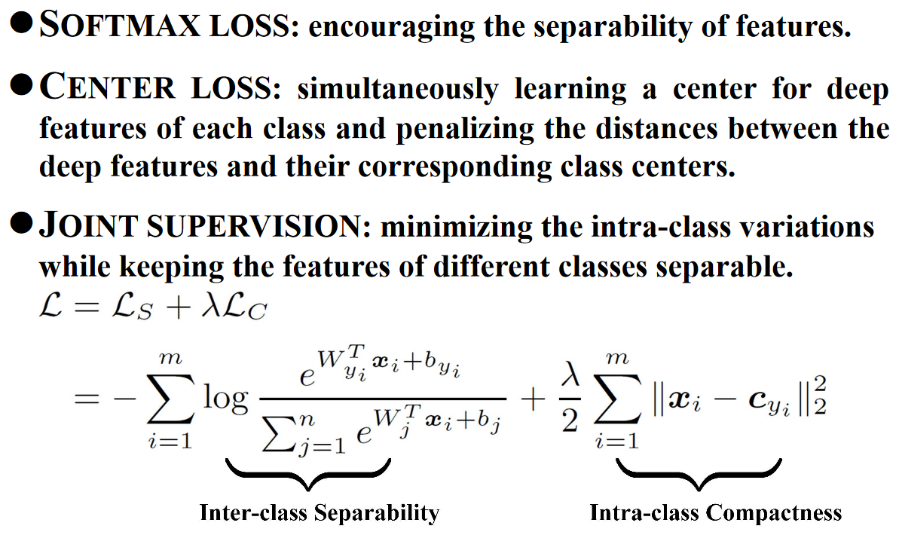 ● SOFTMAX LOSS: encouraging the separability of features.
● CENTER LOSS: simultaneously learning a center for deep
features of each class and penalizing the distances between the
deep features and their corresponding class centers.
● JOINT SUPERVISION: minimizing the intra-class variations
while keeping the features of different classes separable.
$\mathcal{L} = \mathcal{L}_S + \lambda \mathcal{L}_C$
$= -\sum_{i=1}^{m} \log \frac{e^{W_{y_i}^T \boldsymbol{x}_i + b_{y_i}}}{\sum_{j=1}^{n} e^{W_j^T \boldsymbol{x}_i + b_j}} + \frac{\lambda}{2} \sum_{i=1}^{m} \|\boldsymbol{x}_i - \boldsymbol{c}_{y_i}\|_2^2$
Inter-class Separability Intra-class Compactness